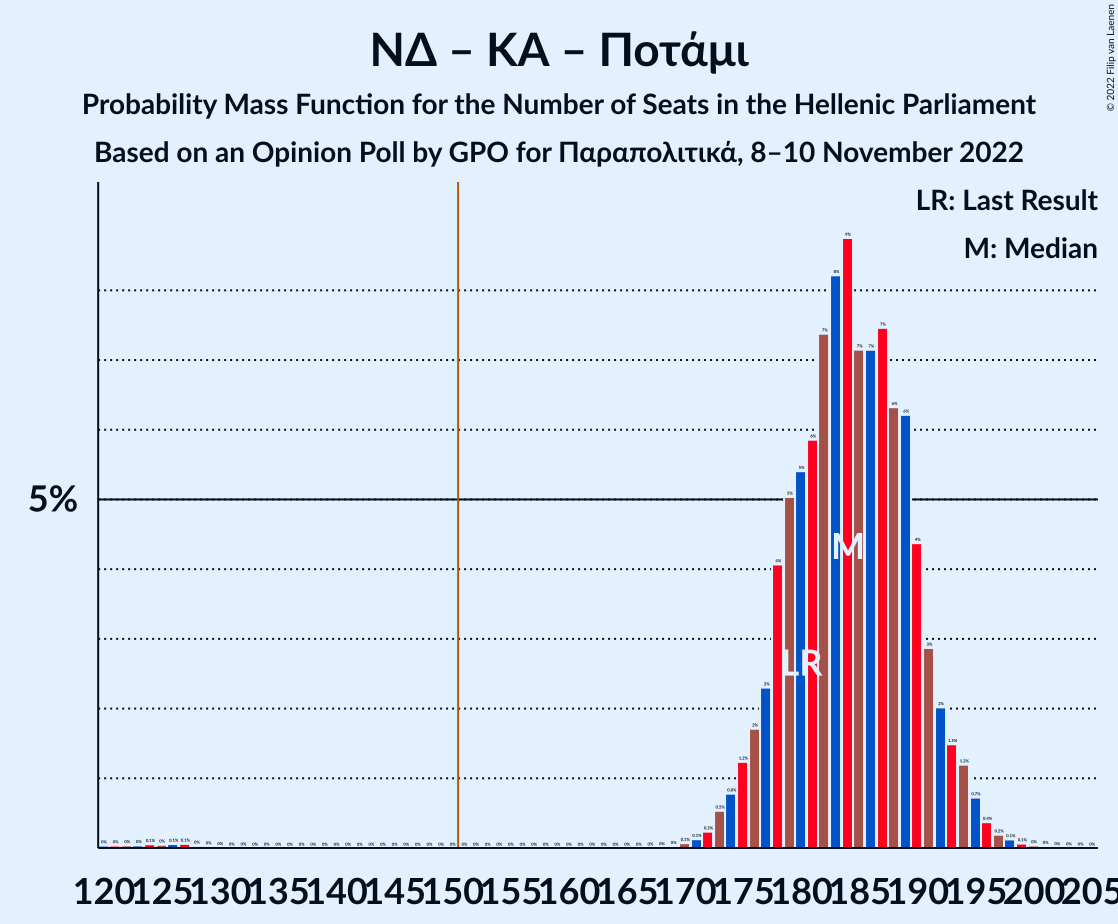 ΝΔ – ΚΑ – Ποτάμι
Probability Mass Function for the Number of Seats in the Hellenic Parliament
Based on an Opinion Poll by GPO for Παραπολιτικά, 8–10 November 2022
© 2022 Filip van Laenen
LR: Last Result
M: Median
5%
M
LR
120 125 130 135 140 145 150 155 160 165 170 175 180 185 190 195 200 205